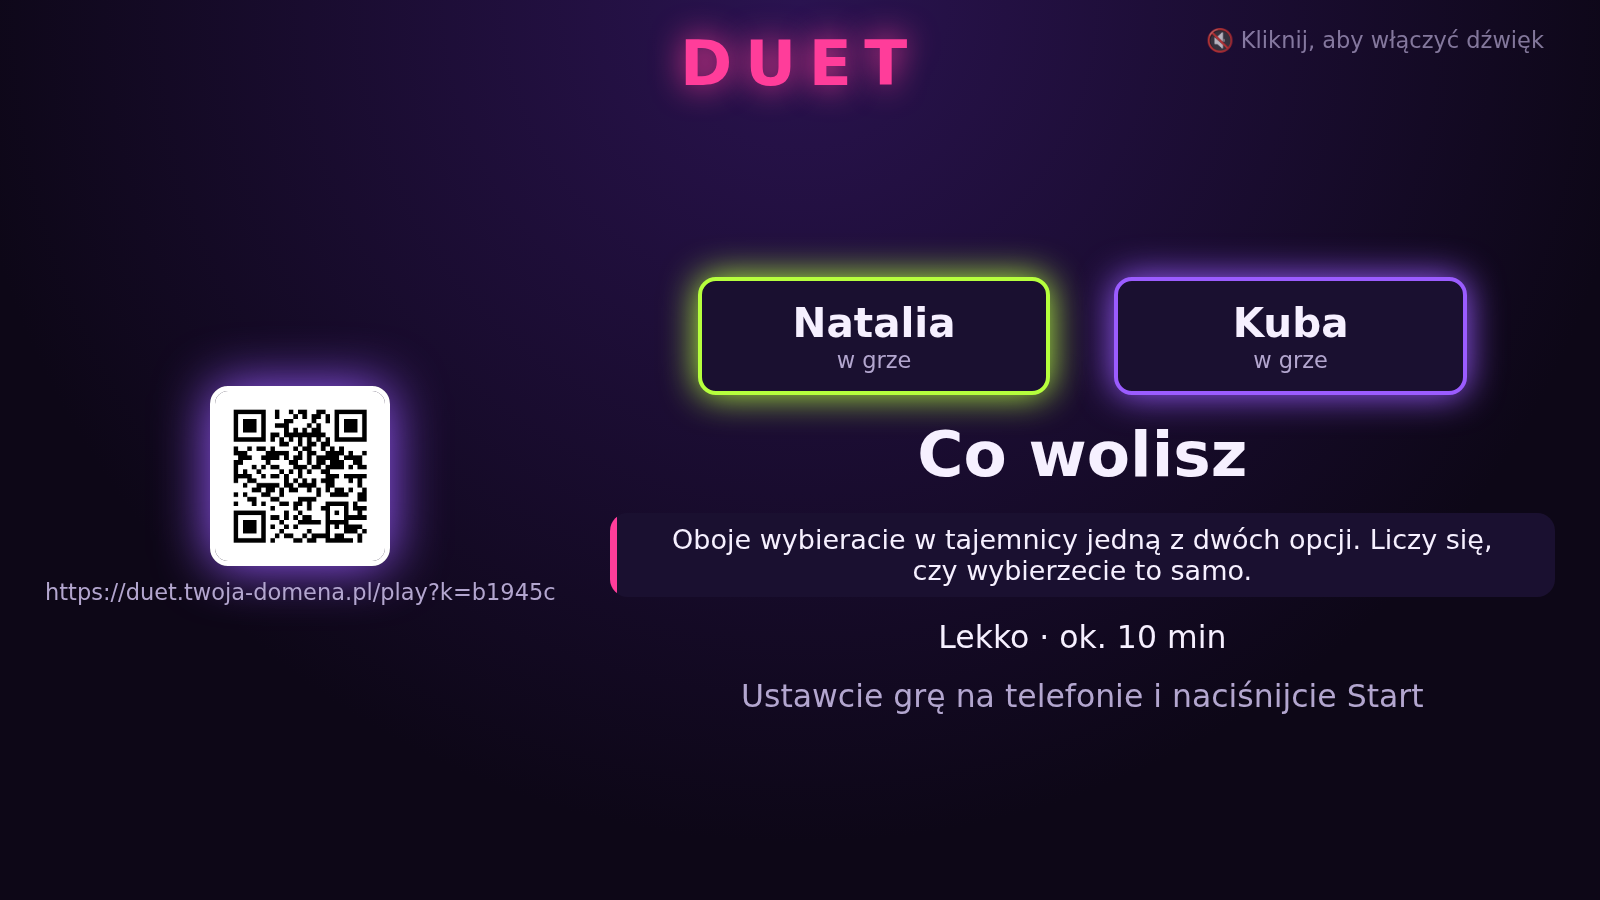 DUET
🔇 Kliknij, aby włączyć dźwięk
Natalia
w grze
Kuba
w grze
https://duet.twoja-domena.pl/play?k=b1945c
Co wolisz
Oboje wybieracie w tajemnicy jedną z dwóch opcji. Liczy się,
czy wybierzecie to samo.
Lekko · ok. 10 min
Ustawcie grę na telefonie i naciśnijcie Start